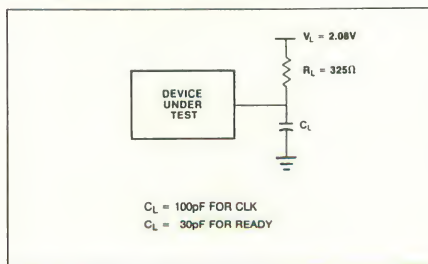 V_L = 2.08V
R_L = 325Ω
DEVICE
UNDER
TEST
C_L
C_L = 100pF FOR CLK
C_L = 30pF FOR READY